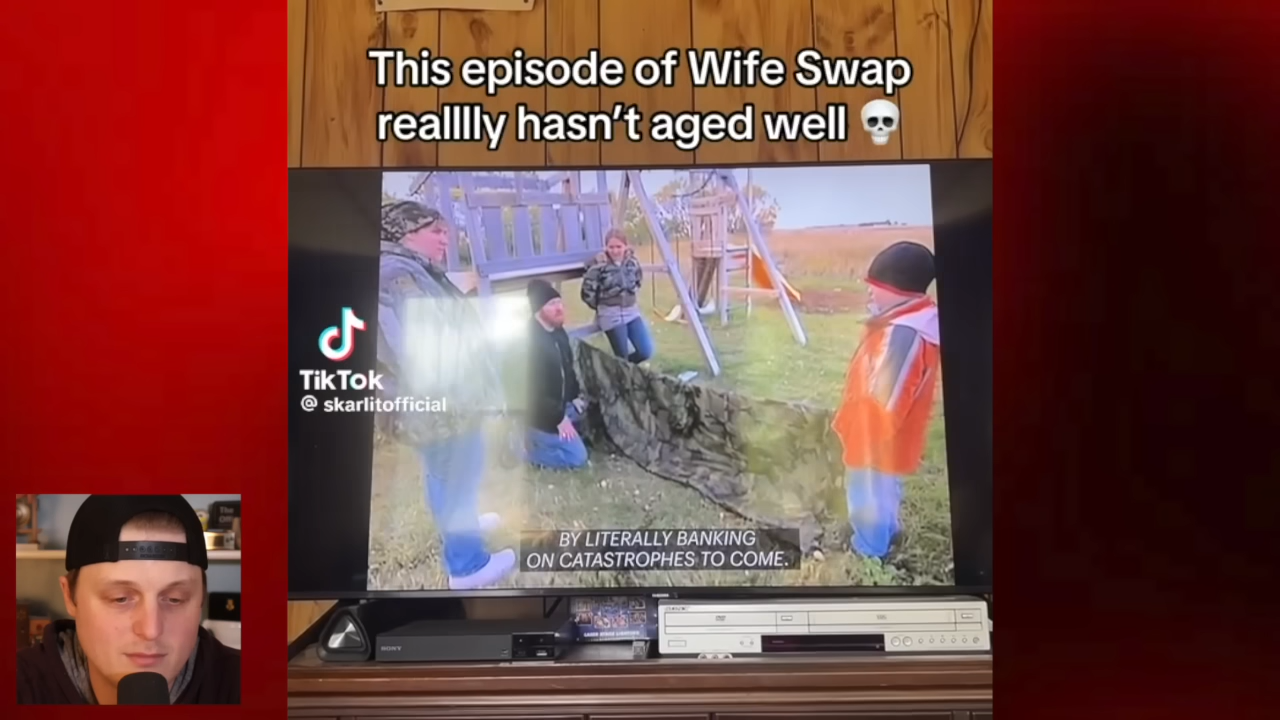 This episode of Wife Swap
realllly hasn't aged well 💀
TikTok
@ skarlitofficial
BY LITERALLY BANKING
ON CATASTROPHES TO COME.
SONY